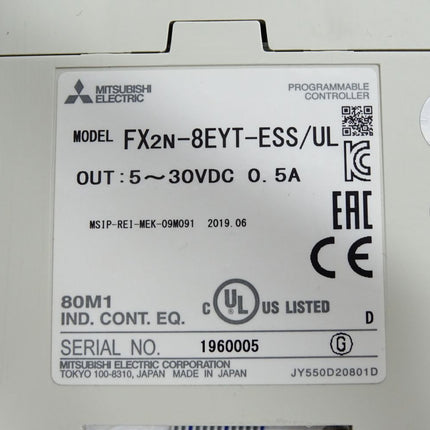 MITSUBISHI ELECTRIC
PROGRAMMABLE CONTROLLER
MODEL FX2N-8EYT-ESS/UL
OUT:5~30VDC 0.5A
MSIP-REI-MEK-09M091 2019.06
EAC
CE
80M1
IND. CONT. EQ.
C UL US LISTED
D
SERIAL NO. 1960005
G
MITSUBISHI ELECTRIC CORPORATION
TOKYO 100-8310, JAPAN MADE IN JAPAN
JY550D20801D